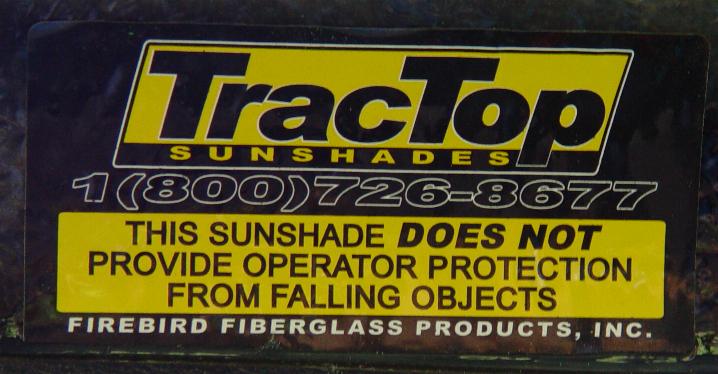 TracTop
SUNSHADES
1(800)726-8677
THIS SUNSHADE DOES NOT
PROVIDE OPERATOR PROTECTION
FROM FALLING OBJECTS
FIREBIRD FIBERGLASS PRODUCTS, INC.